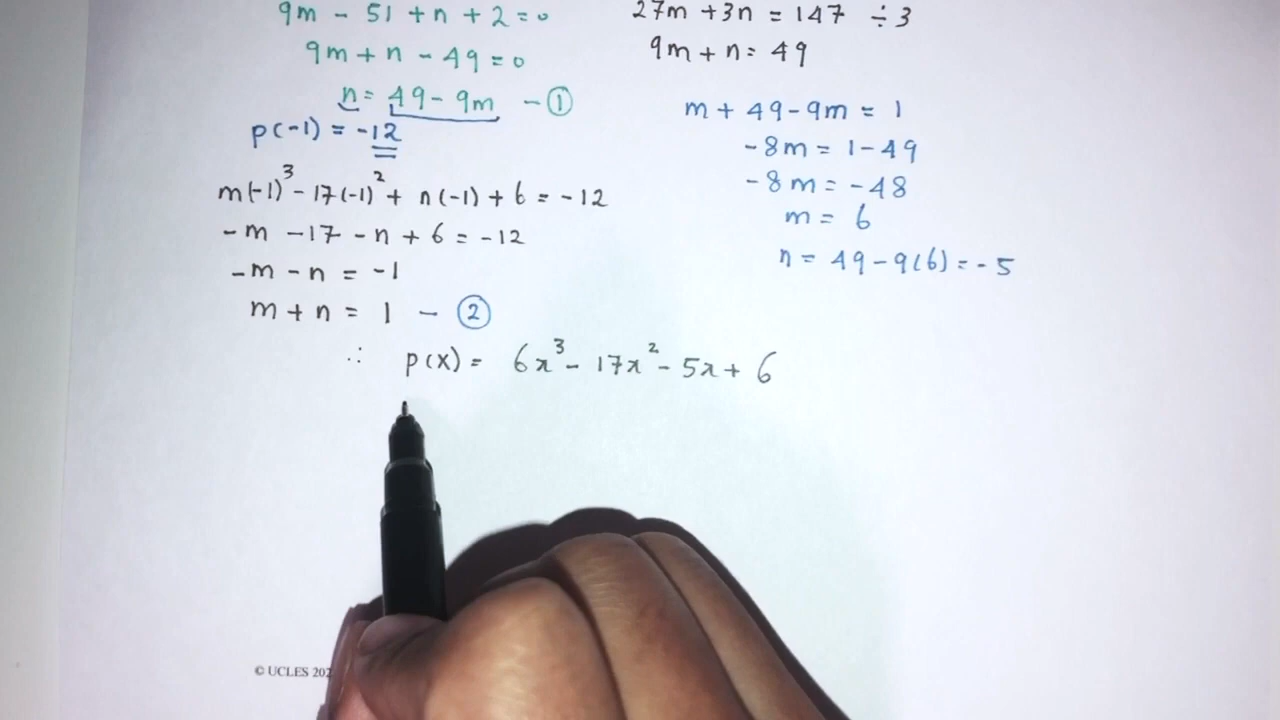 9m - 51 + n + 2 = 0
9m + n - 49 = 0
n = 49 - 9m - ①
p(-1) = -12
m(-1)³ - 17(-1)² + n(-1) + 6 = -12
-m - 17 - n + 6 = -12
-m - n = -1
m + n = 1 - ②
∴ p(x) = 6x³ - 17x² - 5x + 6
27m + 3n = 147 ÷ 3
9m + n = 49
m + 49 - 9m = 1
-8m = 1 - 49
-8m = -48
m = 6
n = 49 - 9(6) = -5
© UCLES